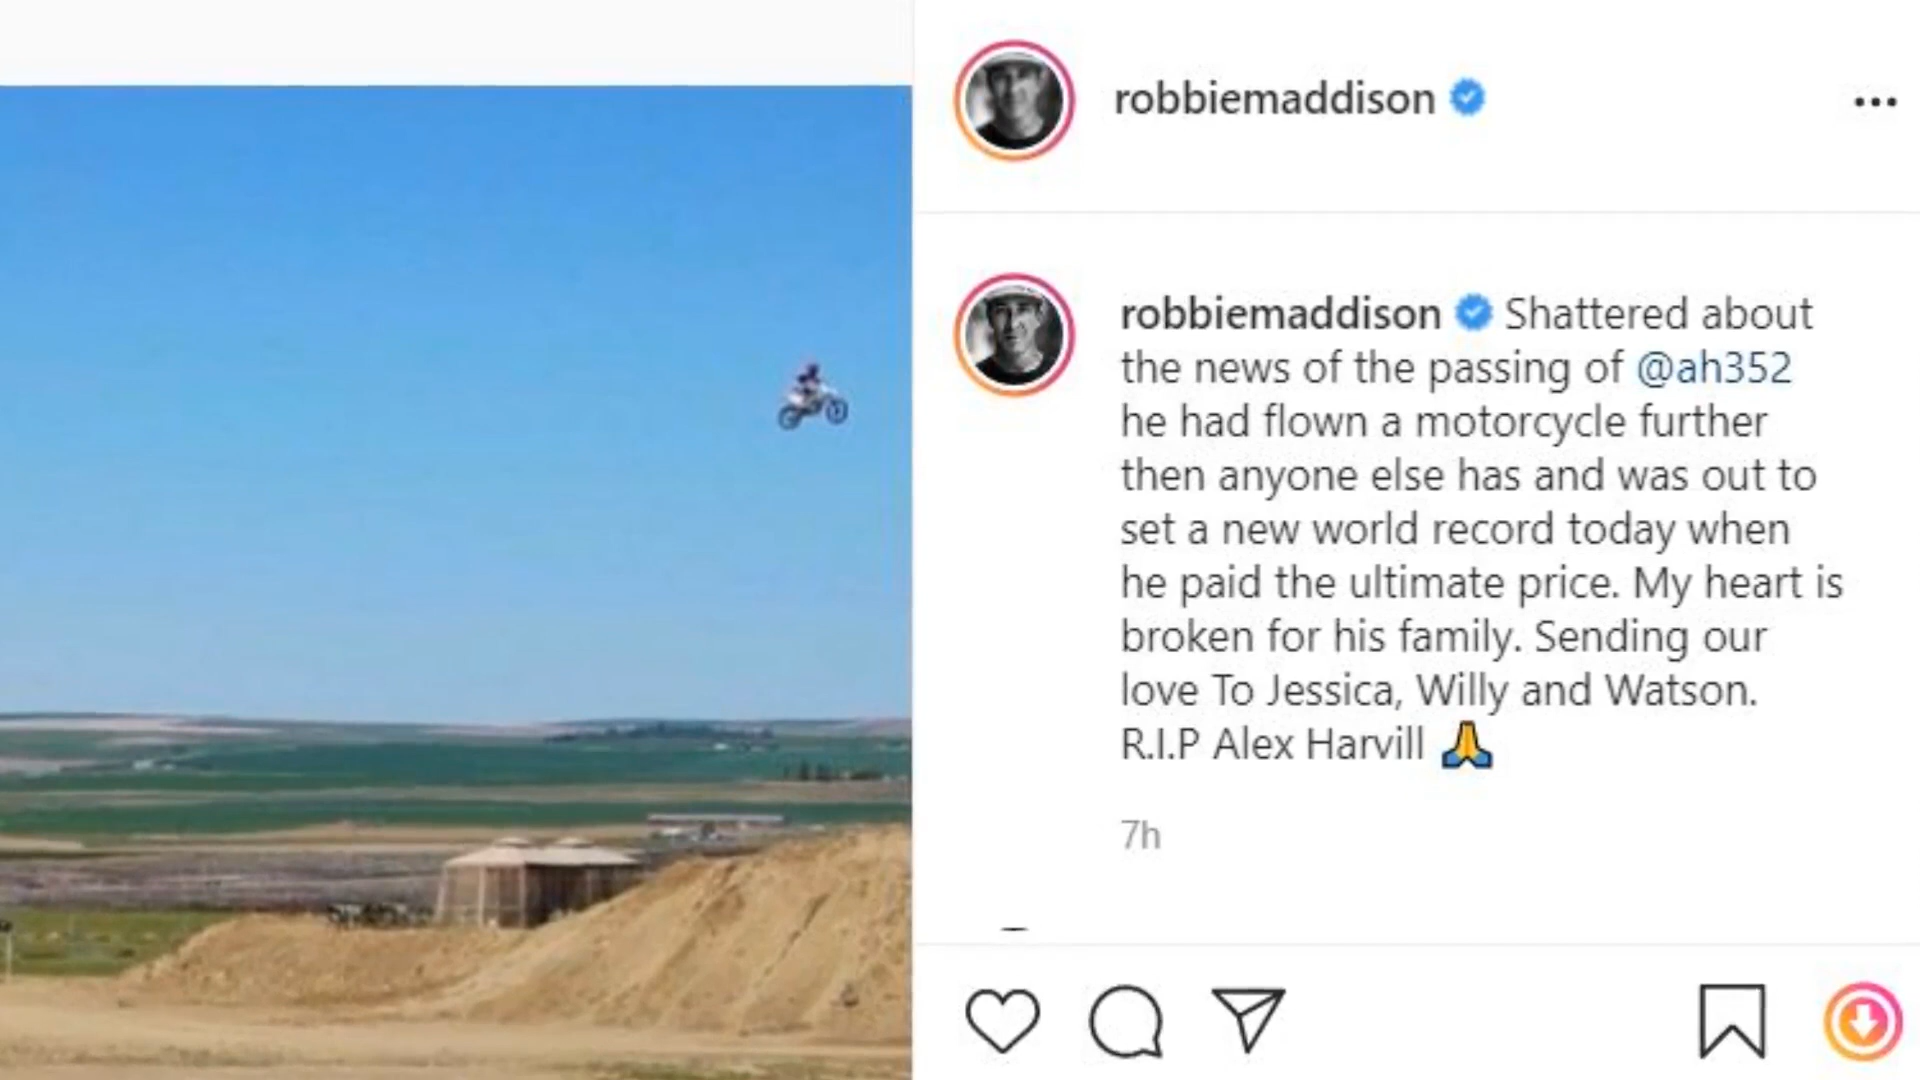 robbiemaddison
robbiemaddison Shattered about
the news of the passing of @ah352
he had flown a motorcycle further
then anyone else has and was out to
set a new world record today when
he paid the ultimate price. My heart is
broken for his family. Sending our
love To Jessica, Willy and Watson.
R.I.P Alex Harvill 🙏
7h